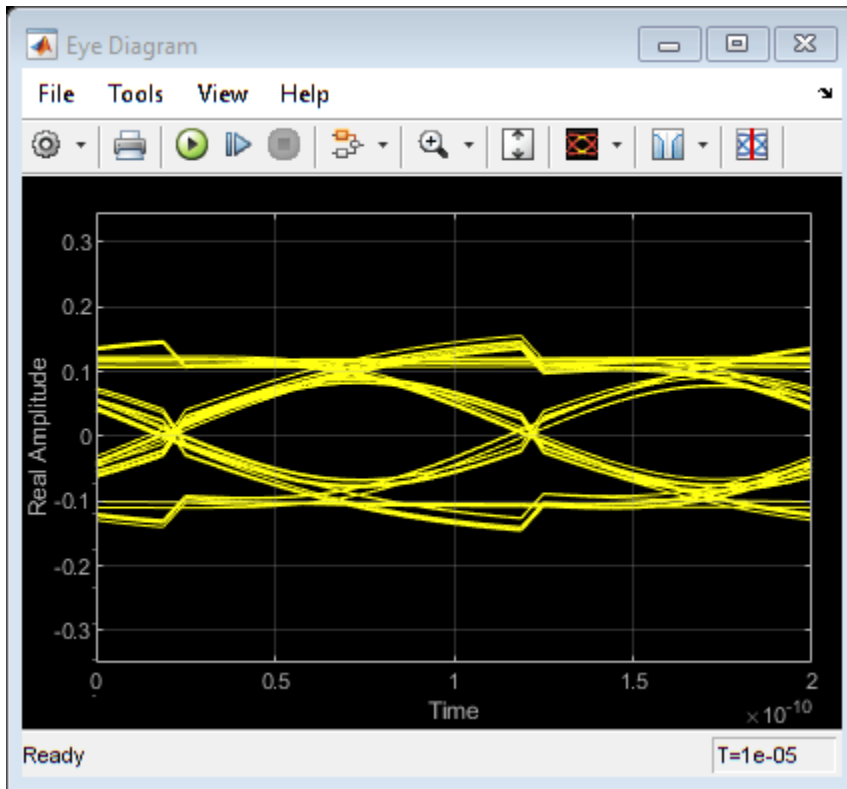 Eye Diagram
File Tools View Help
0.3
0.2
0.1
0
-0.1
-0.2
-0.3
Real Amplitude
0 0.5 1 1.5 2
Time
×10-10
Ready T=1e-05